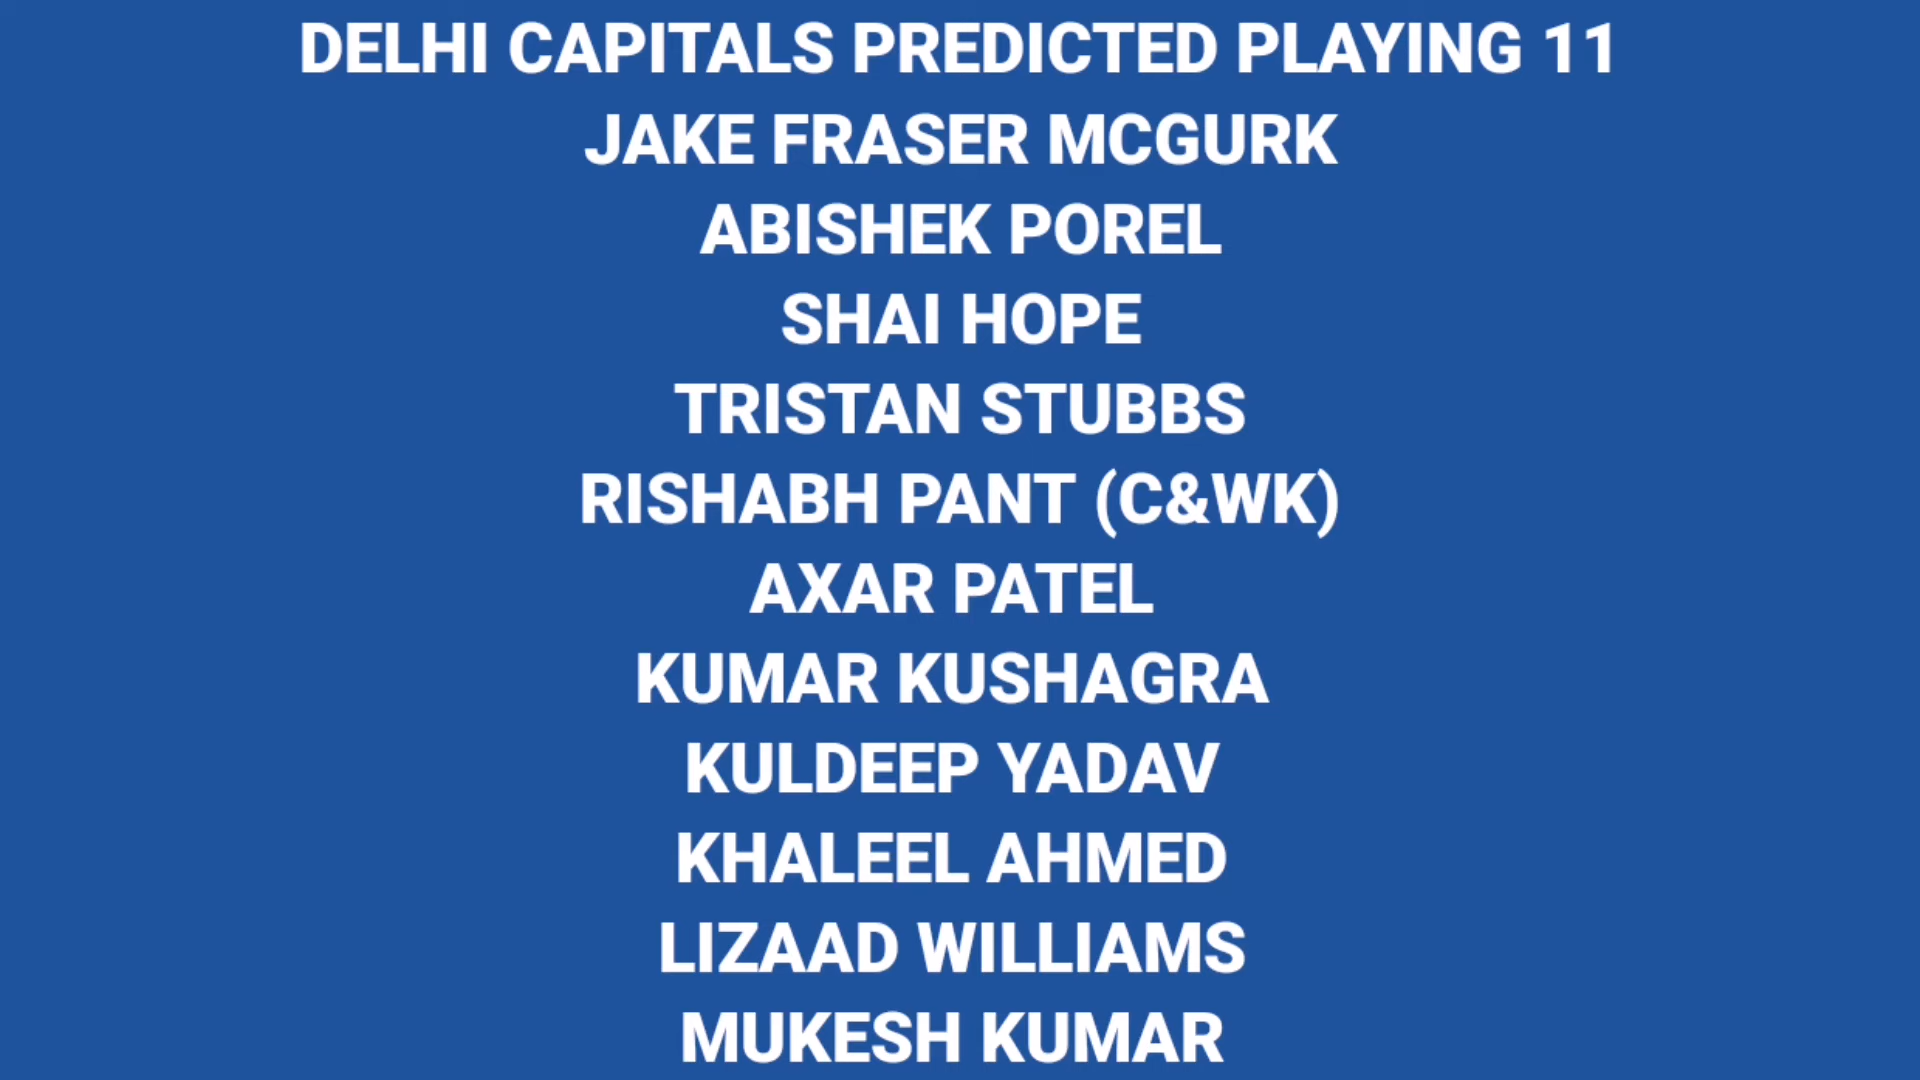 DELHI CAPITALS PREDICTED PLAYING 11
JAKE FRASER MCGURK
ABISHEK POREL
SHAI HOPE
TRISTAN STUBBS
RISHABH PANT (C&WK)
AXAR PATEL
KUMAR KUSHAGRA
KULDEEP YADAV
KHALEEL AHMED
LIZAAD WILLIAMS
MUKESH KUMAR